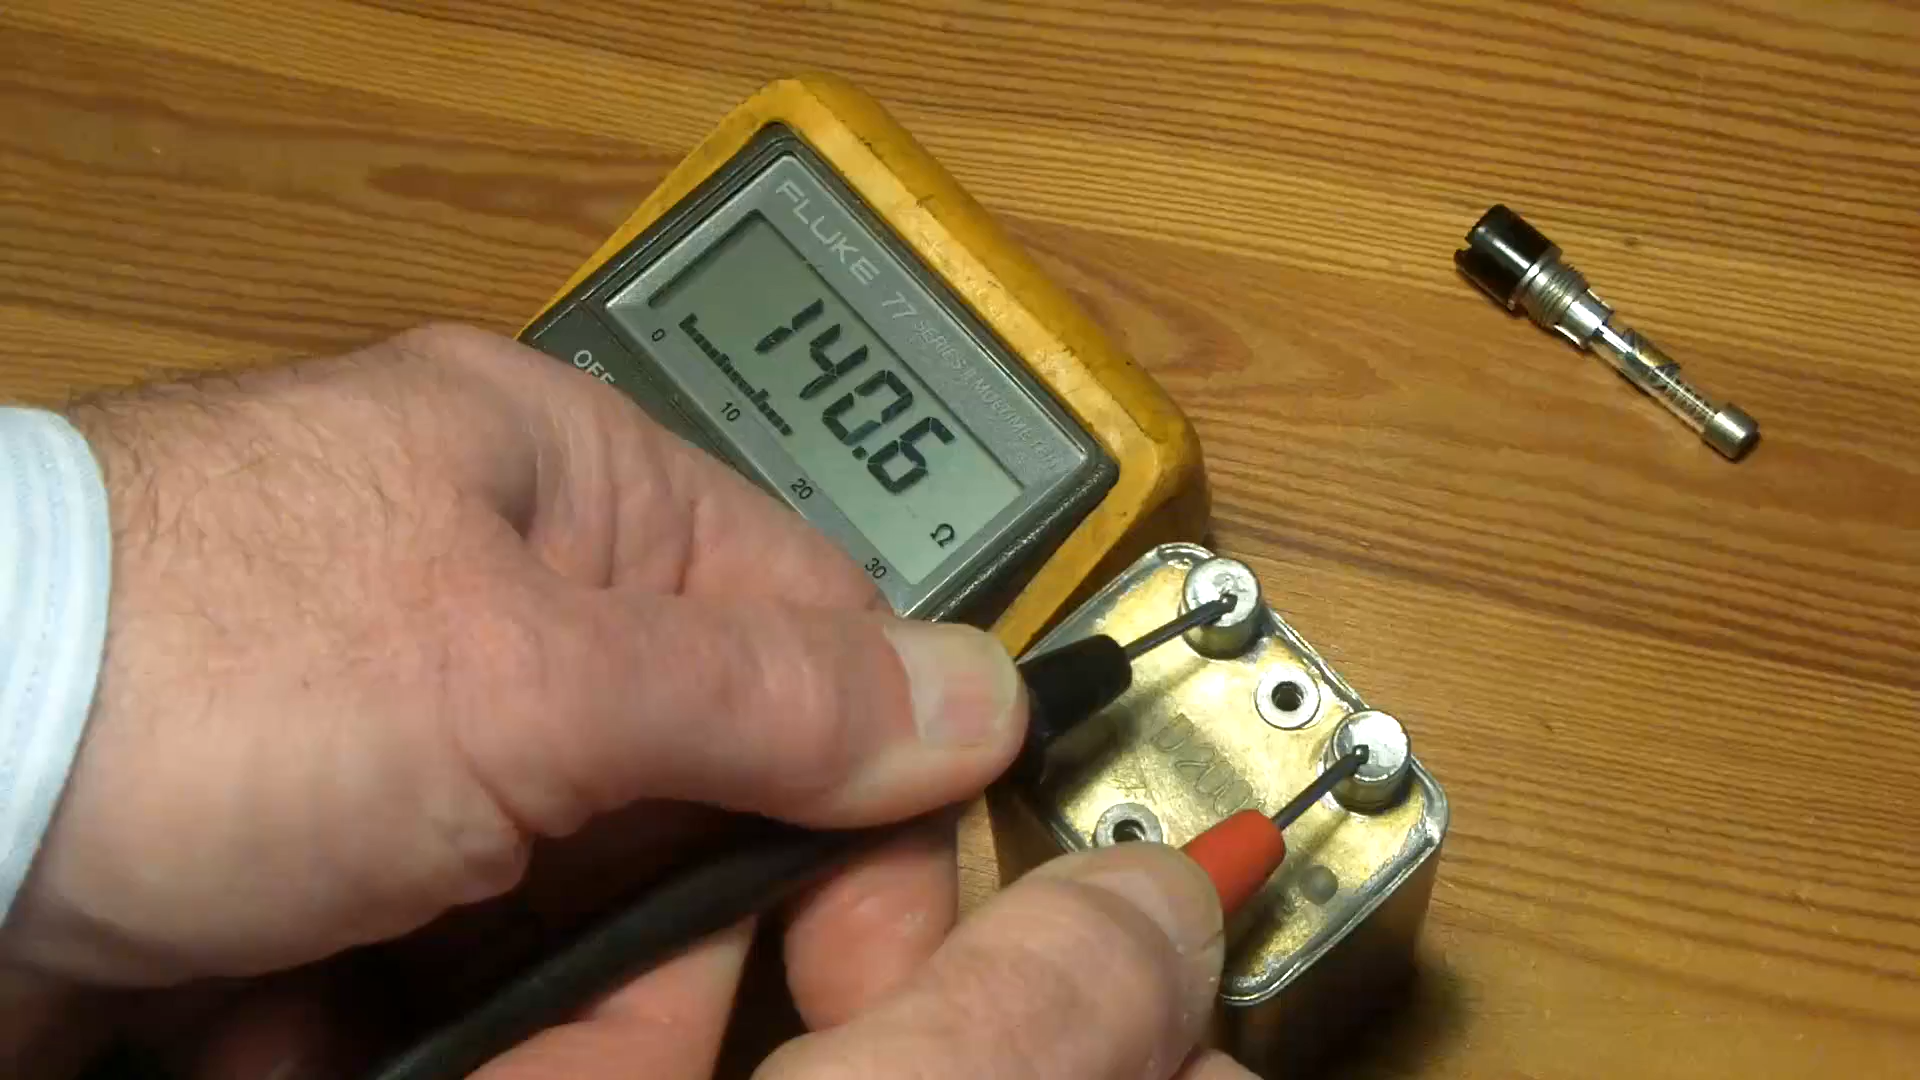 FLUKE 77 SERIES II MULTIMETER
140.6
Ω
0 10 20 30
OFF